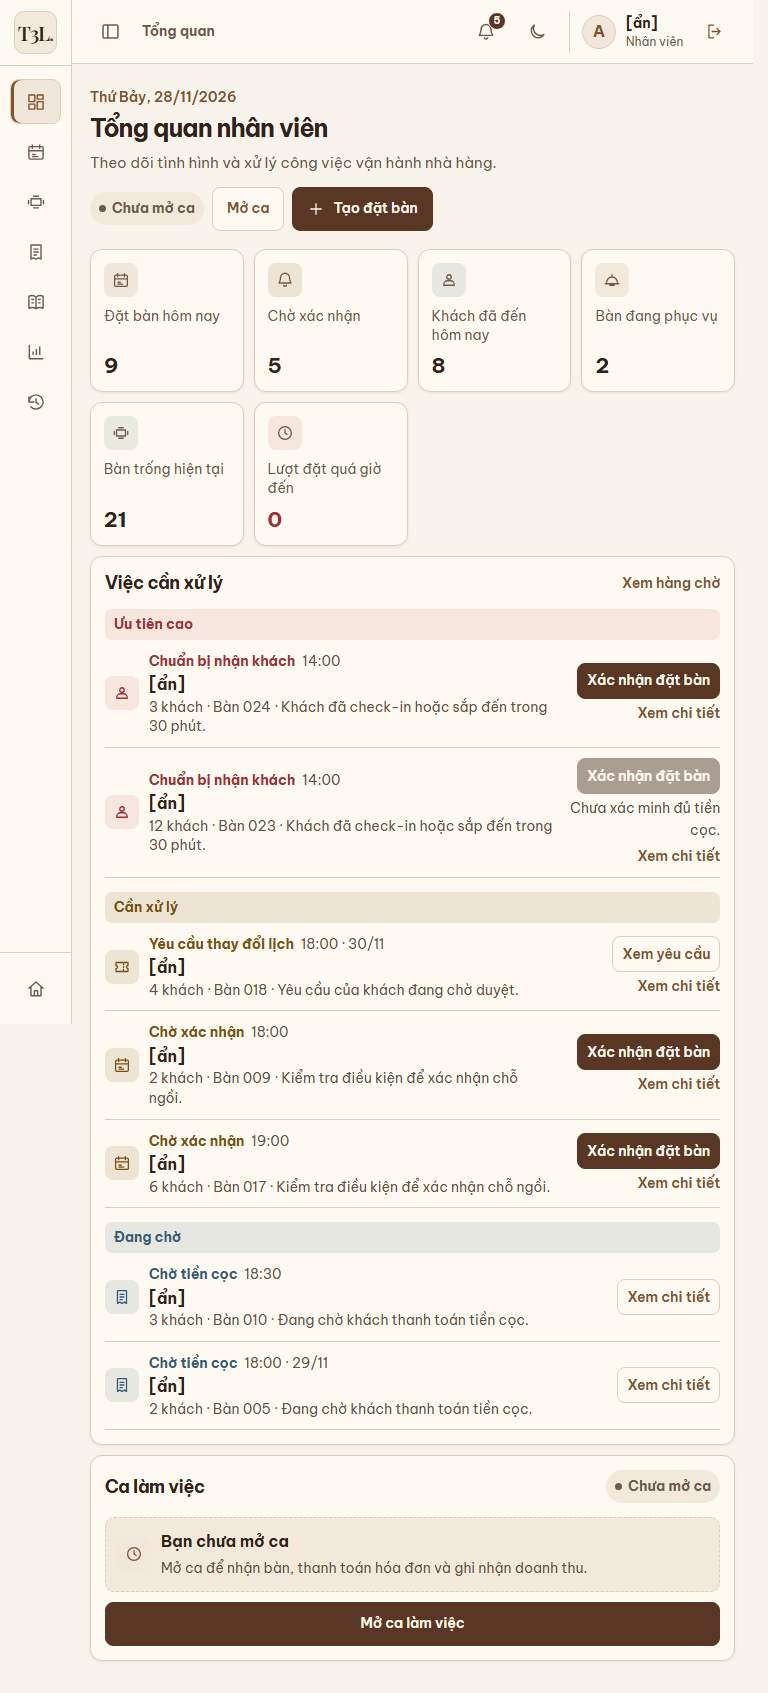 T3L.
Tổng quan
5
A
[ẩn]
Nhân viên
Thứ Bảy, 28/11/2026
Tổng quan nhân viên
Theo dõi tình hình và xử lý công việc vận hành nhà hàng.
Chưa mở ca
Mở ca
Tạo đặt bàn
Đặt bàn hôm nay
9
Chờ xác nhận
5
Khách đã đến
hôm nay
8
Bàn đang phục vụ
2
Bàn trống hiện tại
21
Lượt đặt quá giờ
đến
0
Việc cần xử lý
Xem hàng chờ
Ưu tiên cao
Chuẩn bị nhận khách 14:00
[ẩn]
3 khách · Bàn 024 · Khách đã check-in hoặc sắp đến trong
30 phút.
Xác nhận đặt bàn
Xem chi tiết
Chuẩn bị nhận khách 14:00
[ẩn]
12 khách · Bàn 023 · Khách đã check-in hoặc sắp đến trong
30 phút.
Xác nhận đặt bàn
Chưa xác minh đủ tiền
cọc.
Xem chi tiết
Cần xử lý
Yêu cầu thay đổi lịch 18:00 · 30/11
[ẩn]
4 khách · Bàn 018 · Yêu cầu của khách đang chờ duyệt.
Xem yêu cầu
Xem chi tiết
Chờ xác nhận 18:00
[ẩn]
2 khách · Bàn 009 · Kiểm tra điều kiện để xác nhận chỗ
ngồi.
Xác nhận đặt bàn
Xem chi tiết
Chờ xác nhận 19:00
[ẩn]
6 khách · Bàn 017 · Kiểm tra điều kiện để xác nhận chỗ ngồi.
Xác nhận đặt bàn
Xem chi tiết
Đang chờ
Chờ tiền cọc 18:30
[ẩn]
3 khách · Bàn 010 · Đang chờ khách thanh toán tiền cọc.
Xem chi tiết
Chờ tiền cọc 18:00 · 29/11
[ẩn]
2 khách · Bàn 005 · Đang chờ khách thanh toán tiền cọc.
Xem chi tiết
Ca làm việc
Chưa mở ca
Bạn chưa mở ca
Mở ca để nhận bàn, thanh toán hóa đơn và ghi nhận doanh thu.
Mở ca làm việc